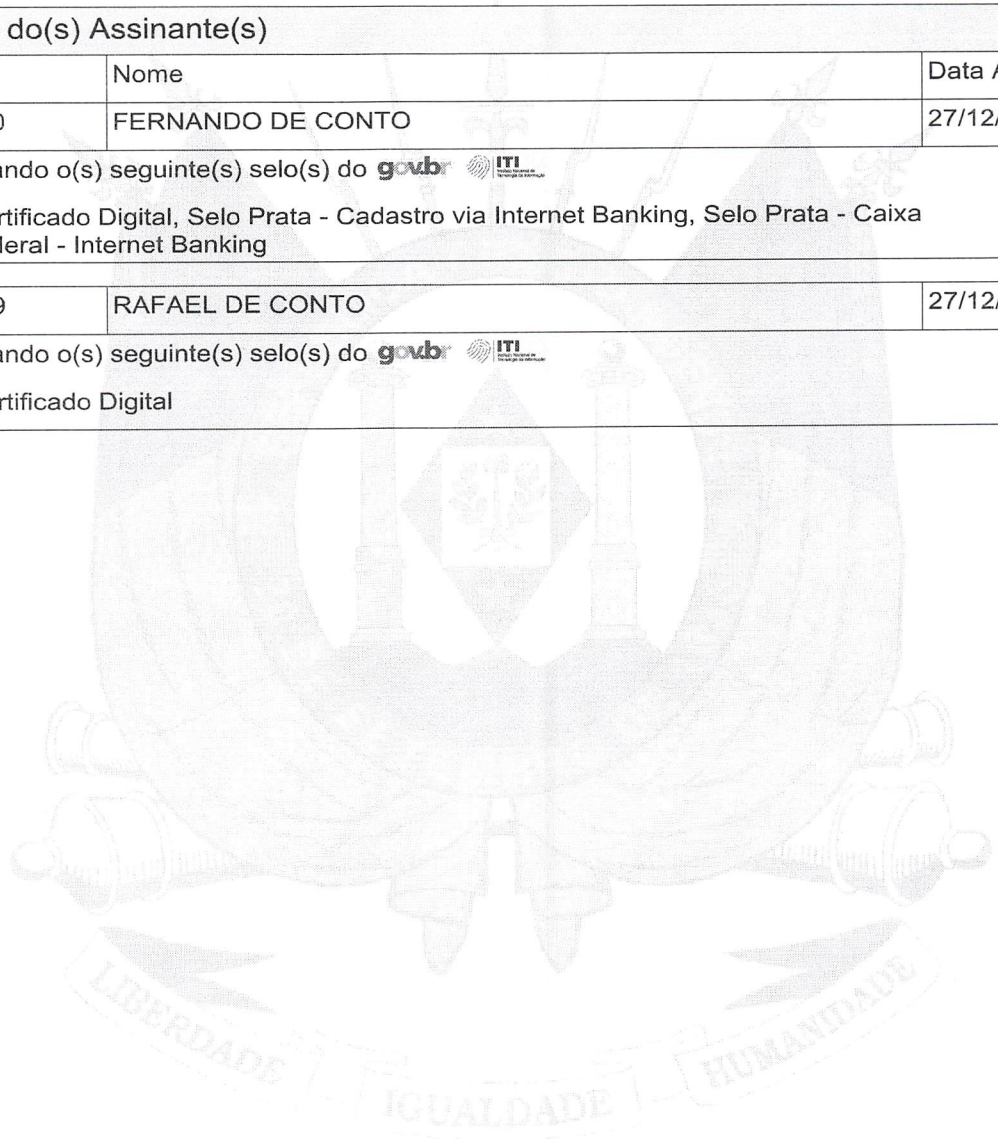 do(s) Assinante(s)
Nome Data A
0 FERNANDO DE CONTO 27/12/
ando o(s) seguinte(s) selo(s) do gov.br ITI
rtificado Digital, Selo Prata - Cadastro via Internet Banking, Selo Prata - Caixa
deral - Internet Banking
9 RAFAEL DE CONTO 27/12/
ando o(s) seguinte(s) selo(s) do gov.br ITI
rtificado Digital
LIBERDADE IGUALDADE HUMANIDADE